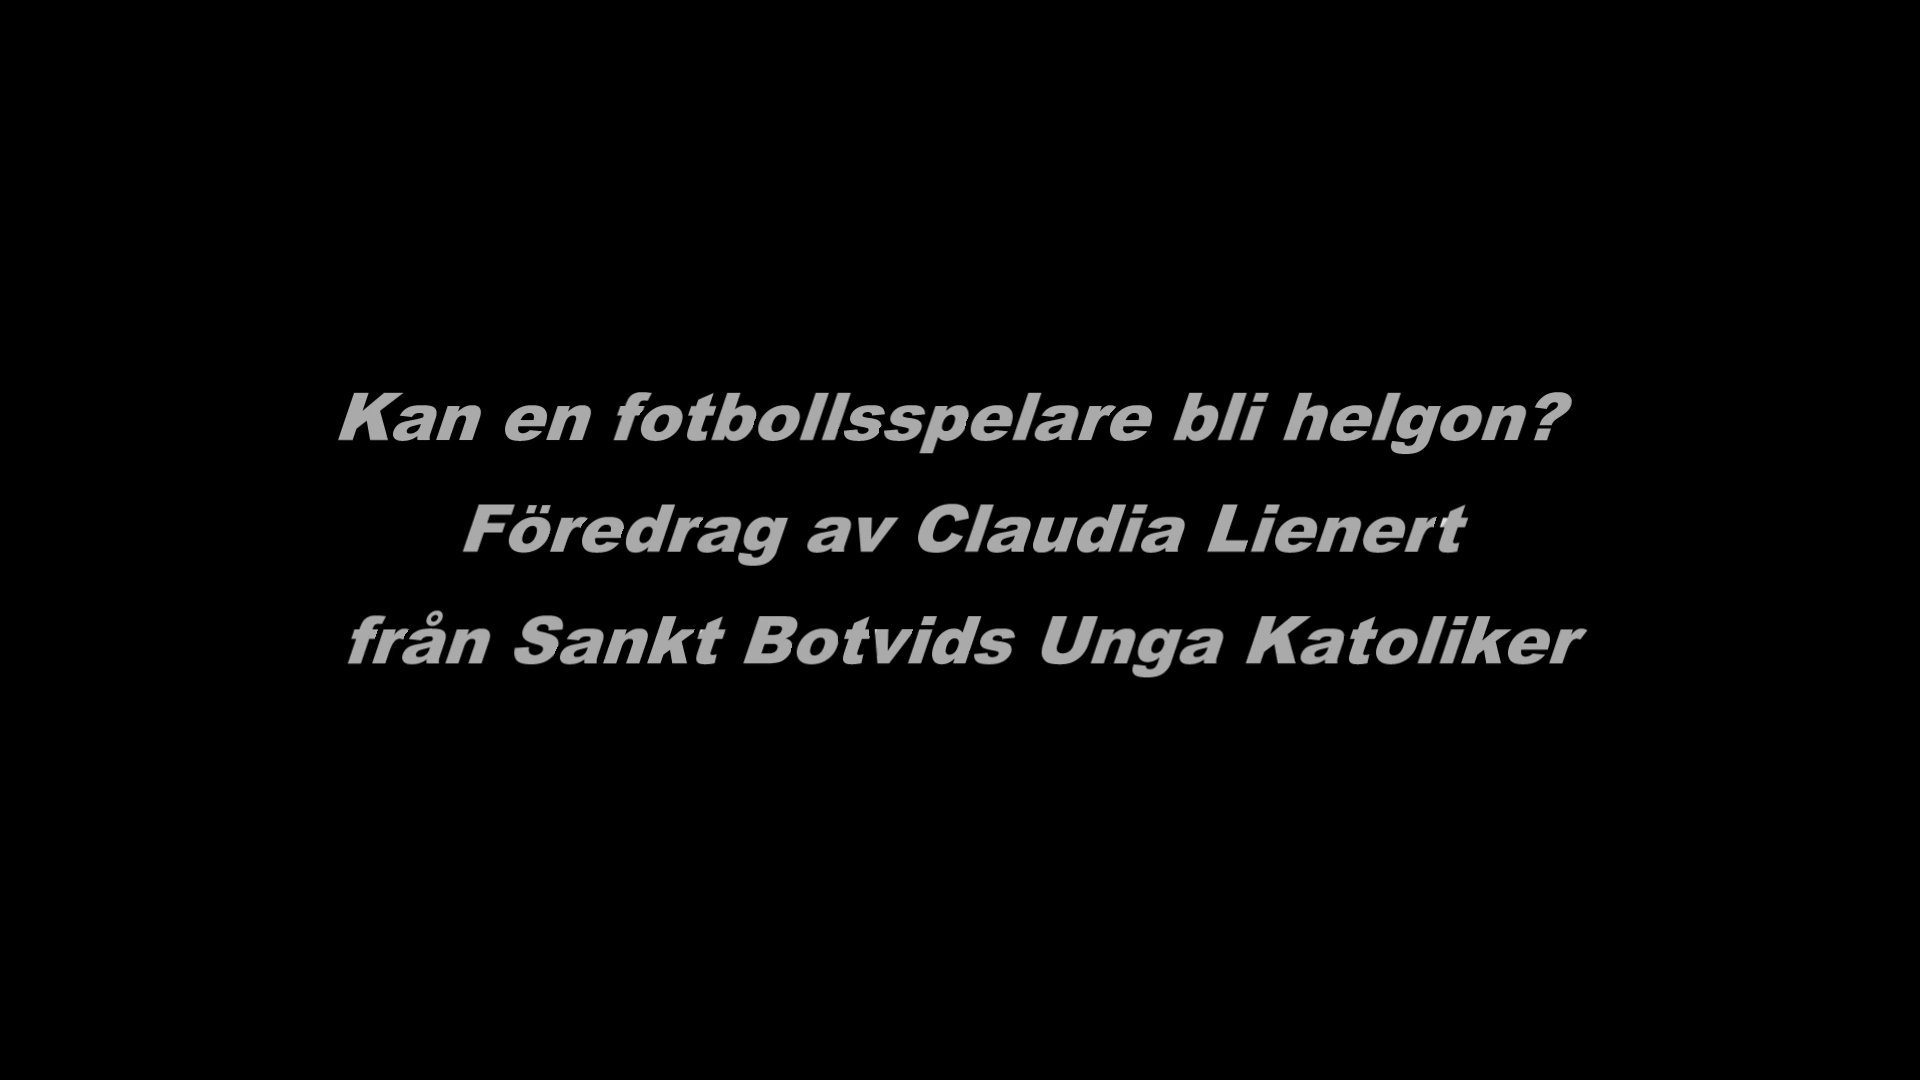 Kan en fotbollsspelare bli helgon?
Föredrag av Claudia Lienert
från Sankt Botvids Unga Katoliker